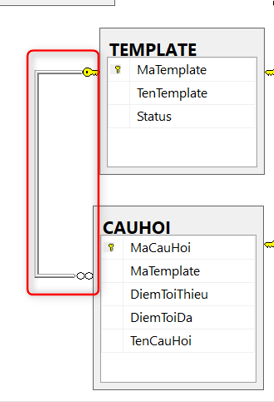 TEMPLATE
MaTemplate
TenTemplate
Status
CAUHOI
MaCauHoi
MaTemplate
DiemToiThieu
DiemToiDa
TenCauHoi